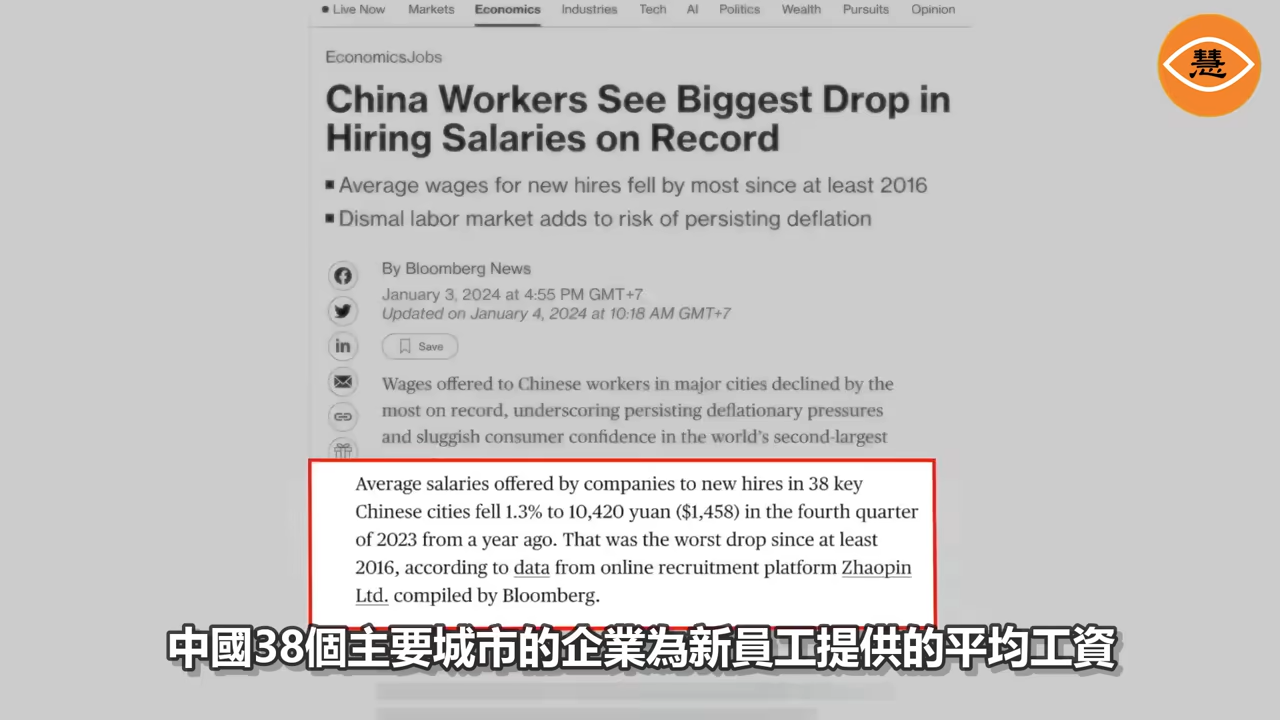 Live Now Markets Economics Industries Tech AI Politics Wealth Pursuits Opinion
慧
EconomicsJobs
China Workers See Biggest Drop in
Hiring Salaries on Record
Average wages for new hires fell by most since at least 2016
Dismal labor market adds to risk of persisting deflation
By Bloomberg News
January 3, 2024 at 4:55 PM GMT+7
Updated on January 4, 2024 at 10:18 AM GMT+7
Save
Wages offered to Chinese workers in major cities declined by the
most on record, underscoring persisting deflationary pressures
and sluggish consumer confidence in the world's second-largest
Average salaries offered by companies to new hires in 38 key
Chinese cities fell 1.3% to 10,420 yuan ($1,458) in the fourth quarter
of 2023 from a year ago. That was the worst drop since at least
2016, according to data from online recruitment platform Zhaopin
Ltd. compiled by Bloomberg.
中國38個主要城市的企業為新員工提供的平均工資